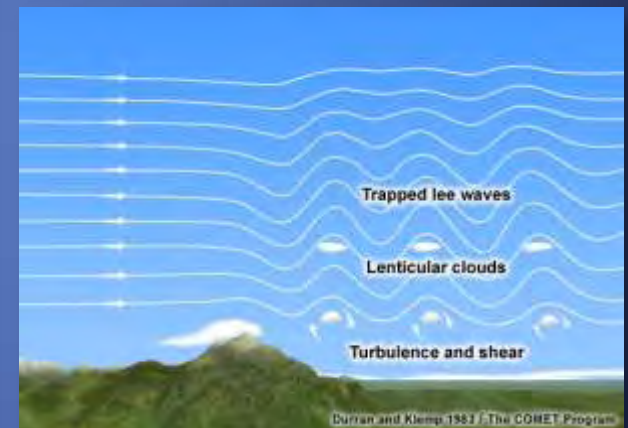 Trapped lee waves
Lenticular clouds
Turbulence and shear
Durran and Klemp 1983 / The COMET Program